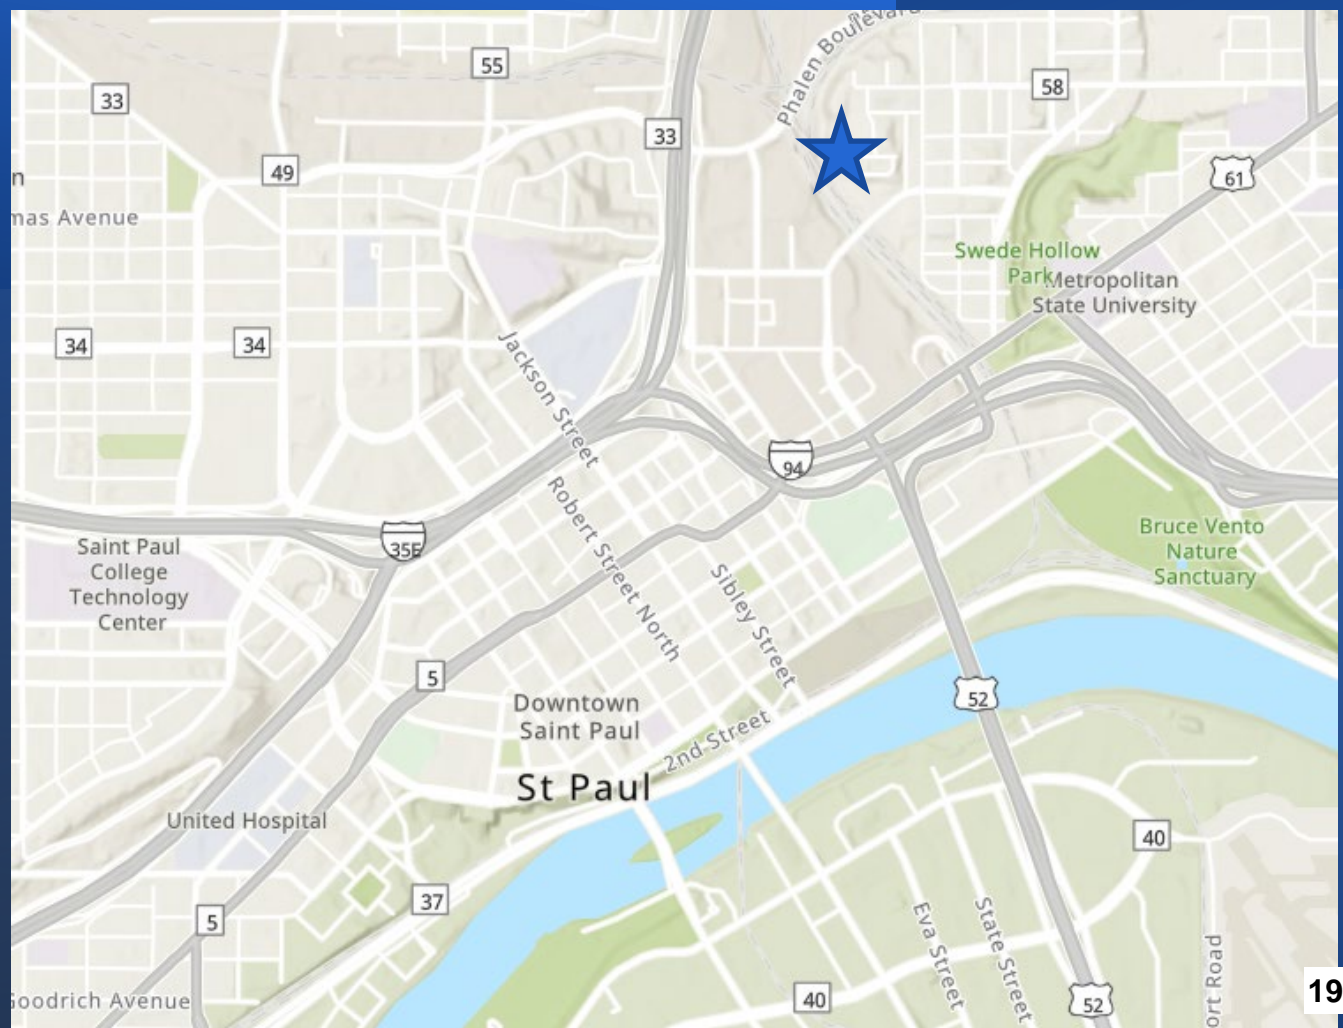 Phalen Boulevard
55
58
33
33
49
61
n
mas Avenue
Swede Hollow
Park
Metropolitan
State University
34
34
Jackson Street
94
Robert Street North
35E
Bruce Vento
Nature
Sanctuary
Saint Paul
College
Technology
Center
Sibley Street
5
52
Downtown
Saint Paul
2nd Street
St Paul
United Hospital
40
37
5
Eva Street
State Street
ort Road
Goodrich Avenue
40
52
19